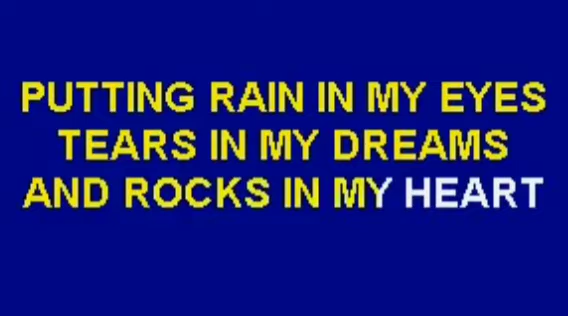 PUTTING RAIN IN MY EYES
TEARS IN MY DREAMS
AND ROCKS IN MY HEART